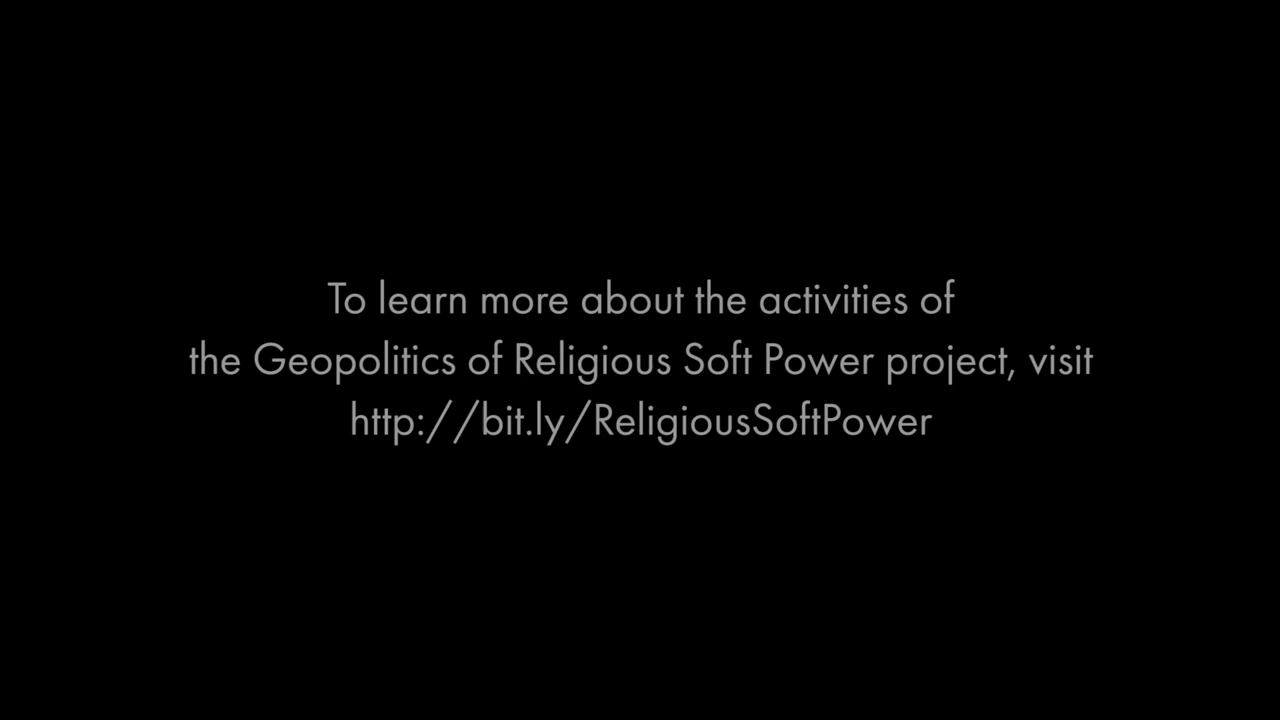 To learn more about the activities of
the Geopolitics of Religious Soft Power project, visit
http://bit.ly/ReligiousSoftPower